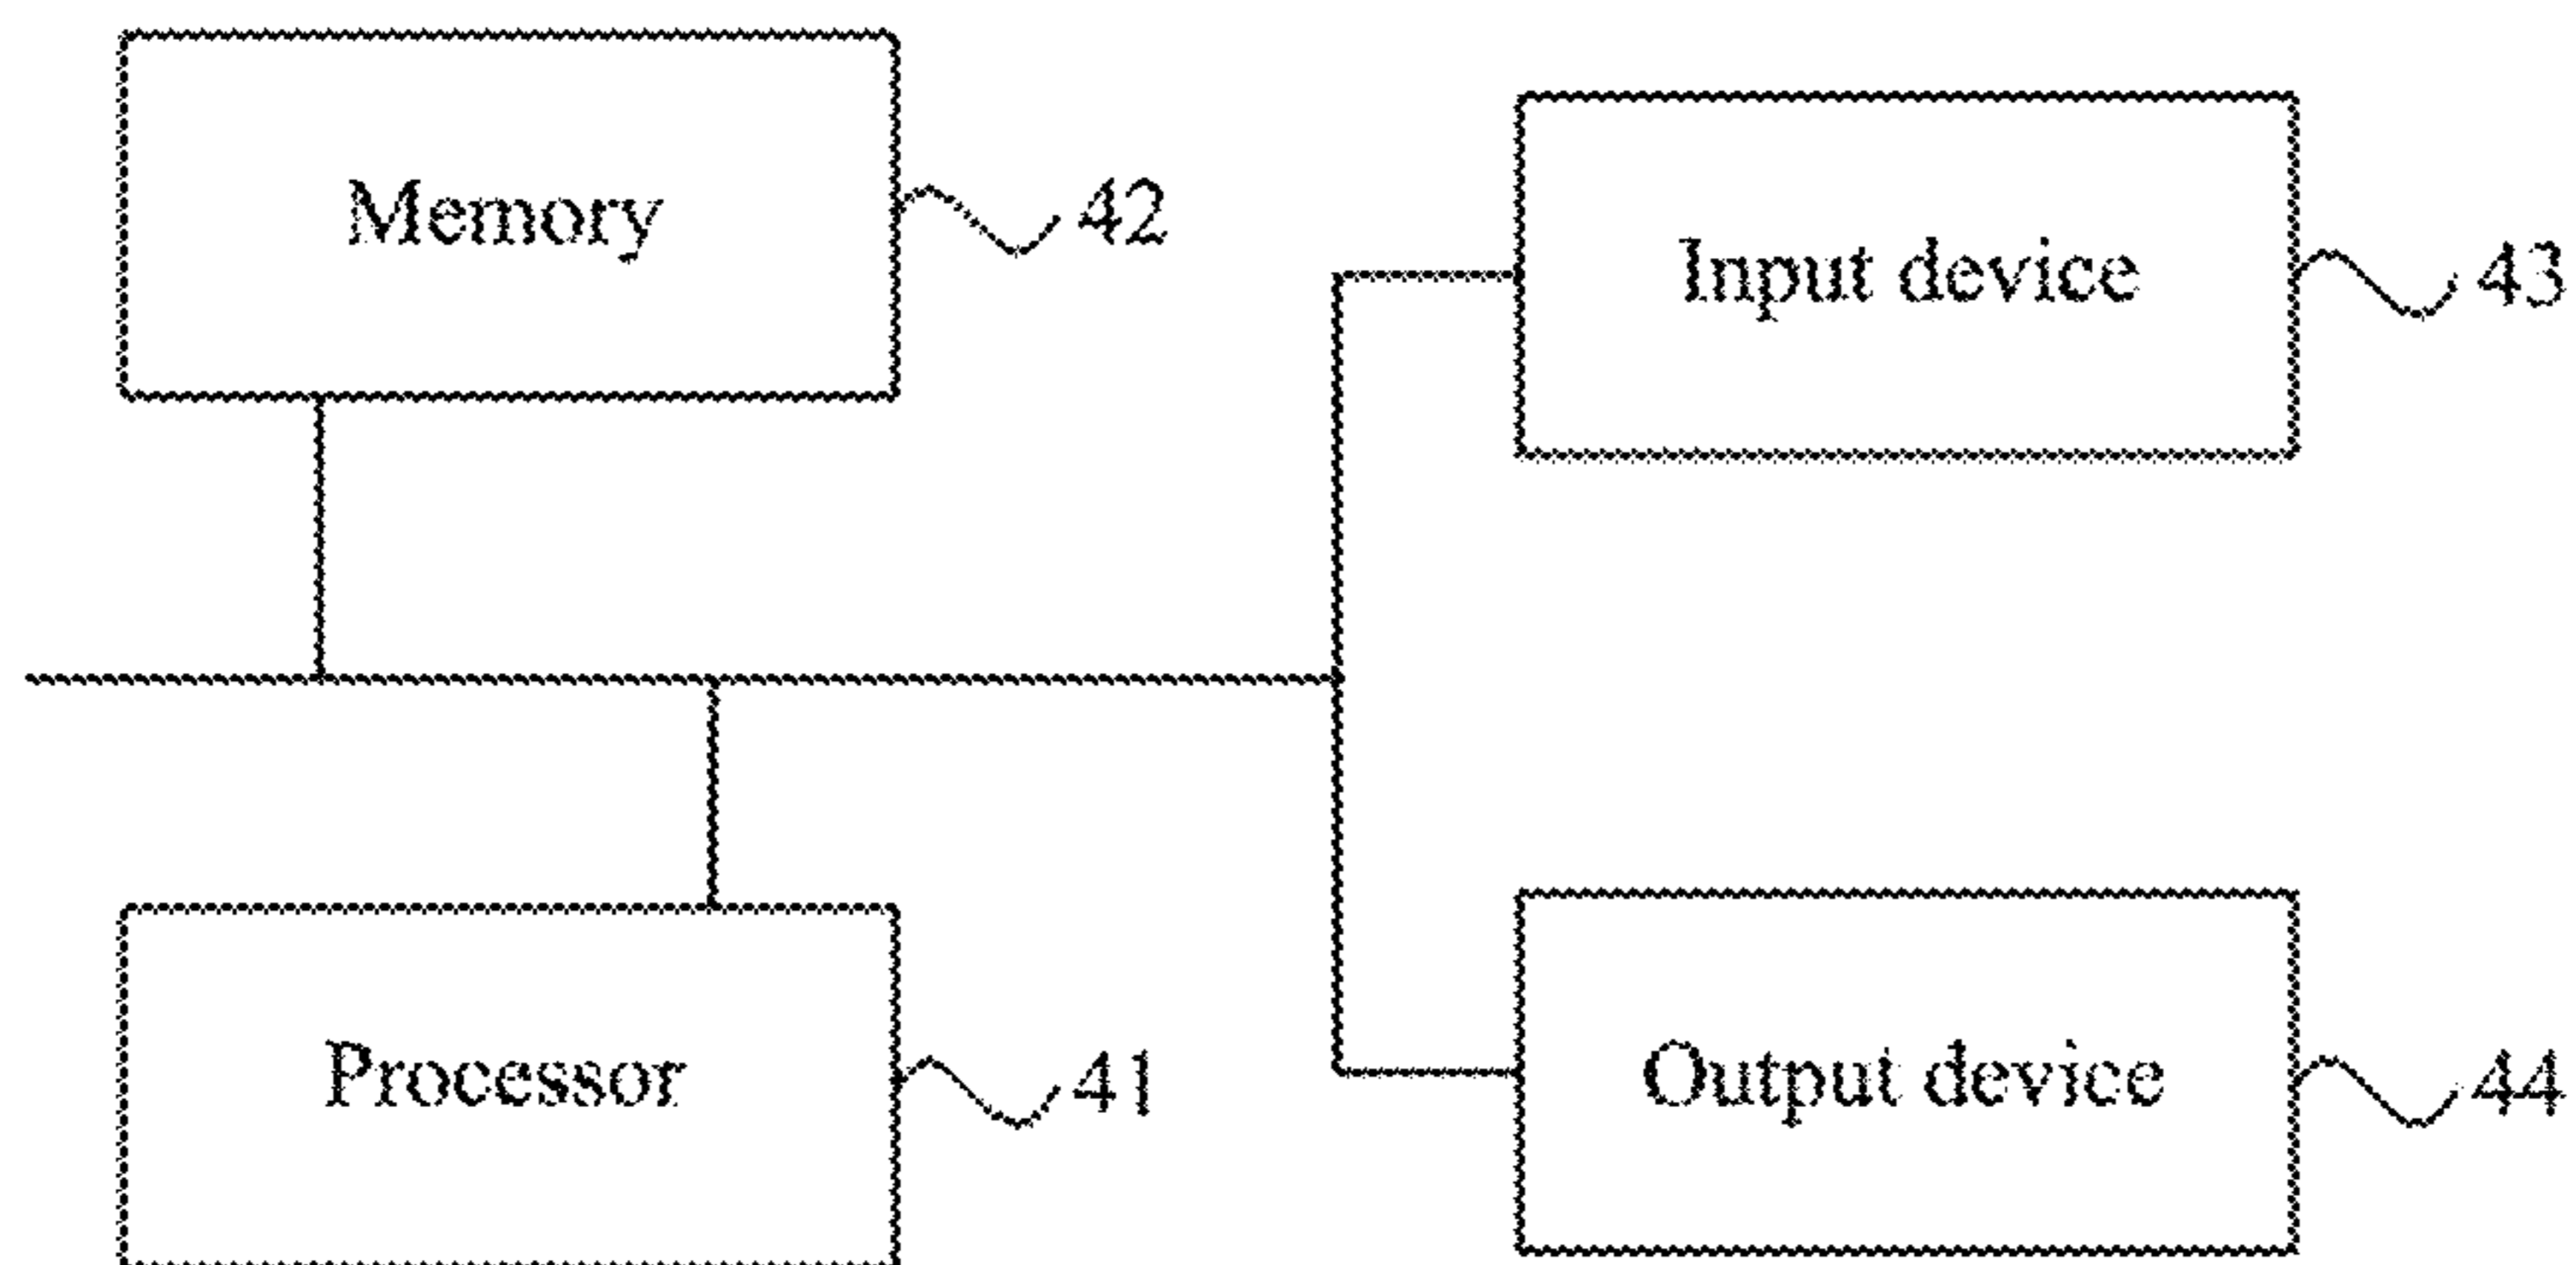 Memory
42
Input device
43
Processor
41
Output device
44